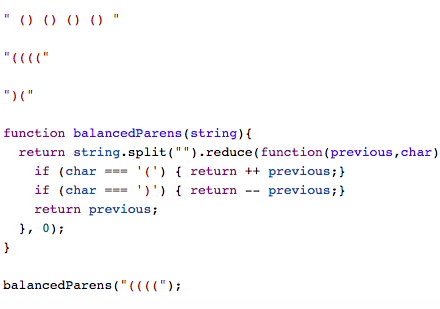 " () () () () "
"(((("
")("
function balancedParens(string){
return string.split("").reduce(function(previous,char)
if (char === '(') { return ++ previous;}
if (char === ')') { return -- previous;}
return previous;
}, 0);
}
balancedParens("((((");